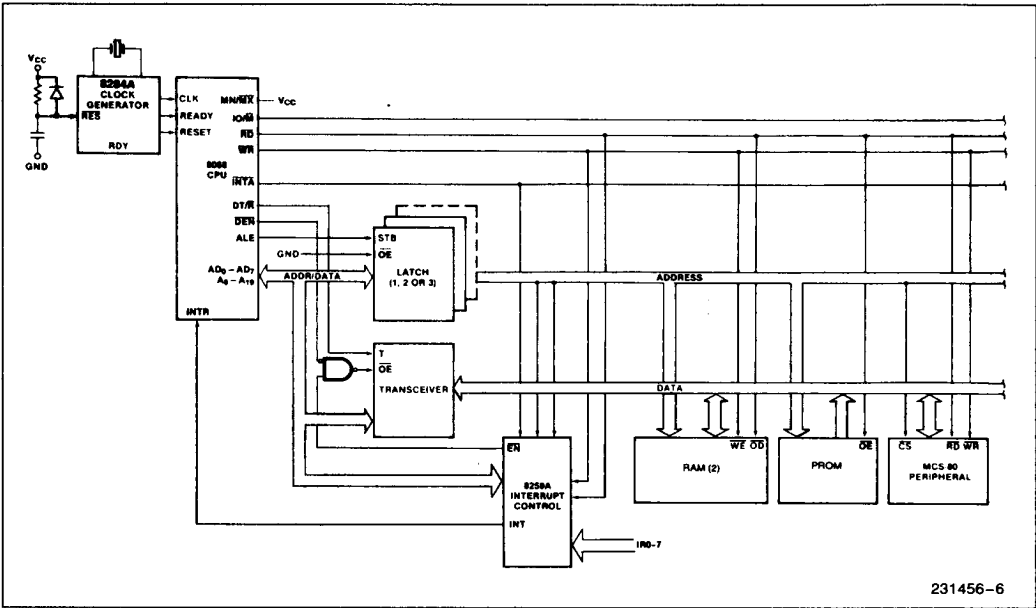 VCC
RES
GND
8284A
CLOCK
GENERATOR
RDY
CLK
READY
RESET
MN/MX
VCC
IO/M
RD
WR
8088
CPU
INTA
DT/R
DEN
ALE
AD0 – AD7
A8 – A19
INTR
ADDR/DATA
GND
STB
OE
LATCH
(1, 2 OR 3)
ADDRESS
T
OE
TRANSCEIVER
DATA
EN
8259A
INTERRUPT
CONTROL
INT
IR0-7
WE OD
RAM (2)
OE
PROM
CS RD WR
MCS 80
PERIPHERAL
231456–6